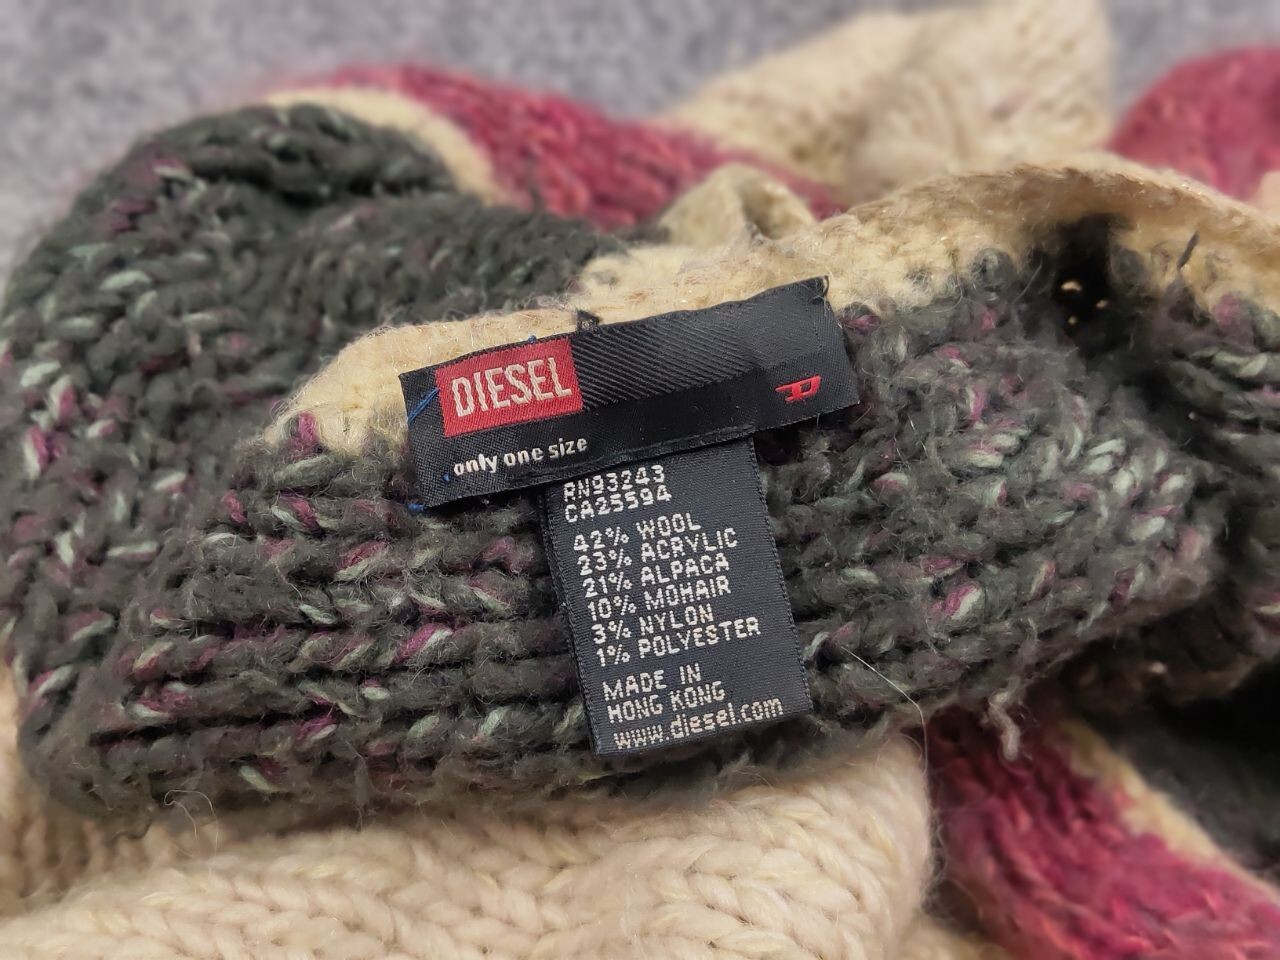 DIESEL
only one size
RN93243
CA25594
42% WOOL
23% ACRYLIC
21% ALPACA
10% MOHAIR
3% NYLON
1% POLYESTER
MADE IN
HONG KONG
www.diesel.com